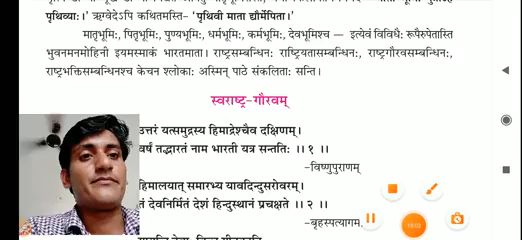 पृथिव्याः।' ऋग्वेदेऽपि कथितमस्ति– 'पृथिवी माता द्यौर्मेपिता।'
मातृभूमिः, पितृभूमिः, पुण्यभूमिः, धर्मभूमिः, कर्मभूमिः, देवभूमिश्च — इत्येवं विविधैः रूपैरुपेतास्ति
भुवनमनमोहिनी इयमस्माकं भारतमाता। राष्ट्रसम्बन्धिनः राष्ट्रियतासम्बन्धिनः, राष्ट्रगौरवसम्बन्धिनः,
राष्ट्रभक्तिसम्बन्धिनश्च केचन श्लोकाः अस्मिन् पाठे संकलिताः सन्ति।
स्वराष्ट्र-गौरवम्
उत्तरं यत्समुद्रस्य हिमाद्रेश्चैव दक्षिणम्।
वर्षं तद्भारतं नाम भारती यत्र सन्ततिः ।। १ ।।
–विष्णुपुराणम्
हिमालयात् समारभ्य यावदिन्दुसरोवरम्।
तं देवनिर्मितं देशं हिन्दुस्थानं प्रचक्षते ।। २ ।।
–बृहस्पत्यागम